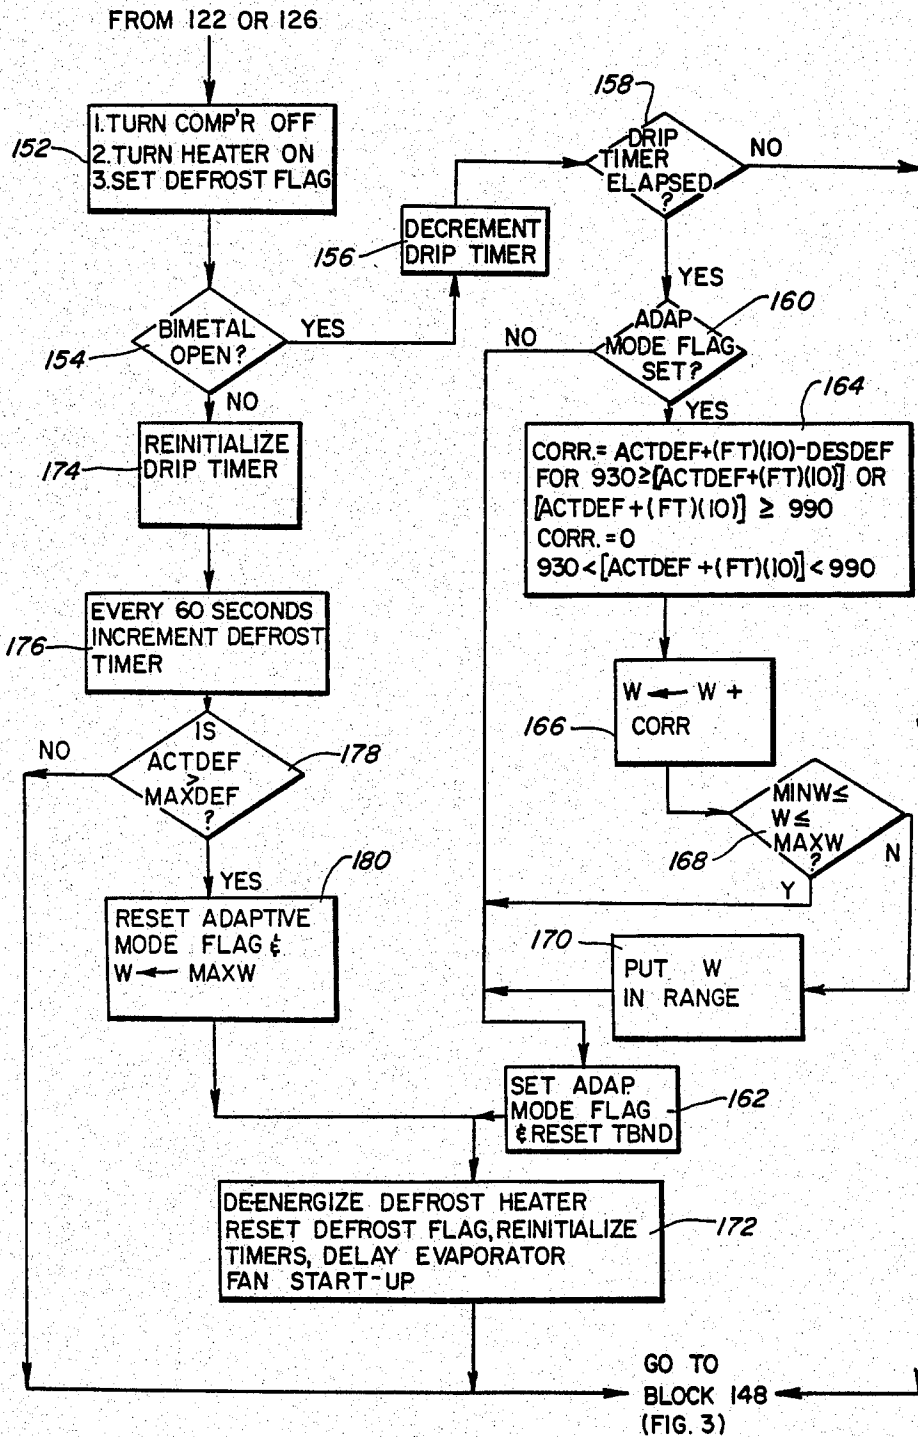 FROM 122 OR 126
152
1. TURN COMP'R OFF
2. TURN HEATER ON
3. SET DEFROST FLAG
154
BIMETAL
OPEN?
YES
NO
156
DECREMENT
DRIP TIMER
158
DRIP
TIMER
ELAPSED
?
NO
YES
160
ADAP
MODE FLAG
SET?
NO
YES
164
CORR.= ACTDEF+(FT)(10)-DESDEF
FOR 930≥[ACTDEF+(FT)(10)] OR
[ACTDEF+(FT)(10)] ≥ 990
CORR.=0
930<[ACTDEF+(FT)(10)]<990
166
W ← W +
CORR
168
MINW≤
W≤
MAXW
?
N
Y
170
PUT W
IN RANGE
162
SET ADAP.
MODE FLAG
& RESET TBND
174
REINITIALIZE
DRIP TIMER
176
EVERY 60 SECONDS
INCREMENT DEFROST
TIMER
178
IS
ACTDEF
>
MAXDEF
?
NO
YES
180
RESET ADAPTIVE
MODE FLAG &
W ← MAXW
172
DE-ENERGIZE DEFROST HEATER
RESET DEFROST FLAG, REINITIALIZE
TIMERS, DELAY EVAPORATOR
FAN START-UP
GO TO
BLOCK 148
(FIG. 3)